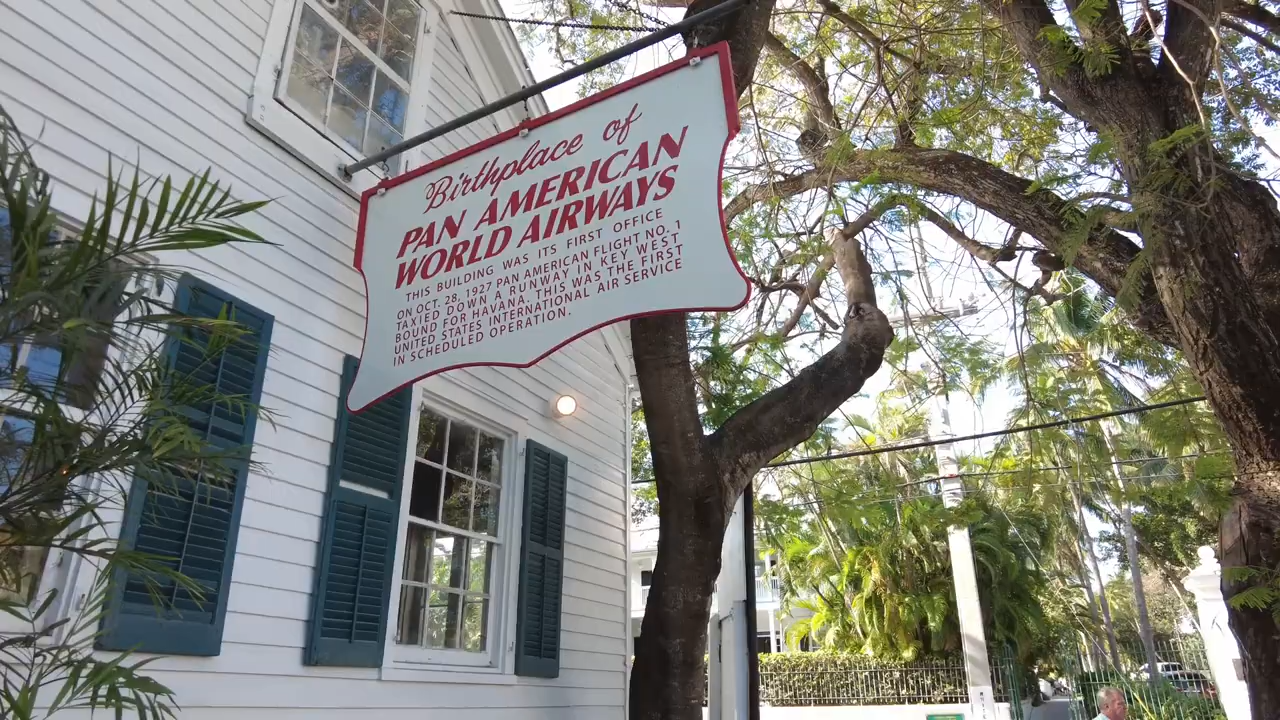 Birthplace of
PAN AMERICAN
WORLD AIRWAYS
THIS BUILDING WAS ITS FIRST OFFICE
ON OCT. 28, 1927 PAN AMERICAN FLIGHT NO. 1
TAXIED DOWN A RUNWAY IN KEY WEST
BOUND FOR HAVANA. THIS WAS THE FIRST
UNITED STATES INTERNATIONAL AIR SERVICE
IN SCHEDULED OPERATION.